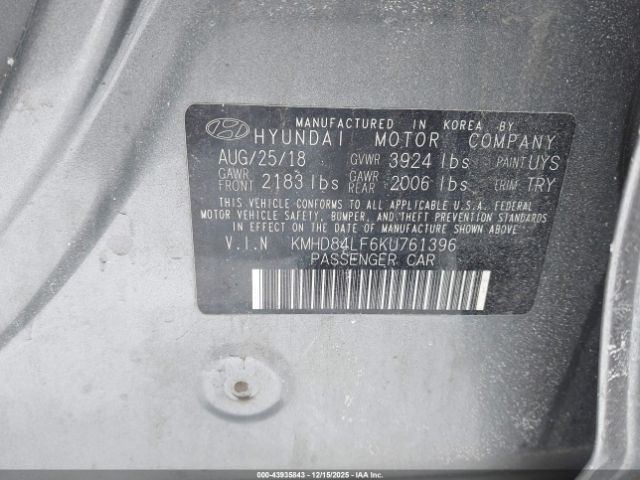 MANUFACTURED IN KOREA BY
HYUNDAI MOTOR COMPANY
AUG/25/18 GVWR 3924 lbs PAINT UYS
GAWR FRONT 2183 lbs GAWR REAR 2006 lbs TRIM TRY
THIS VEHICLE CONFORMS TO ALL APPLICABLE U.S.A. FEDERAL
MOTOR VEHICLE SAFETY, BUMPER, AND THEFT PREVENTION STANDARDS
IN EFFECT ON THE DATE OF MANUFACTURE SHOWN ABOVE.
V.I.N KMHD84LF6KU761396
PASSENGER CAR
000-43935843 - 12/15/2025 - IAAI.COM